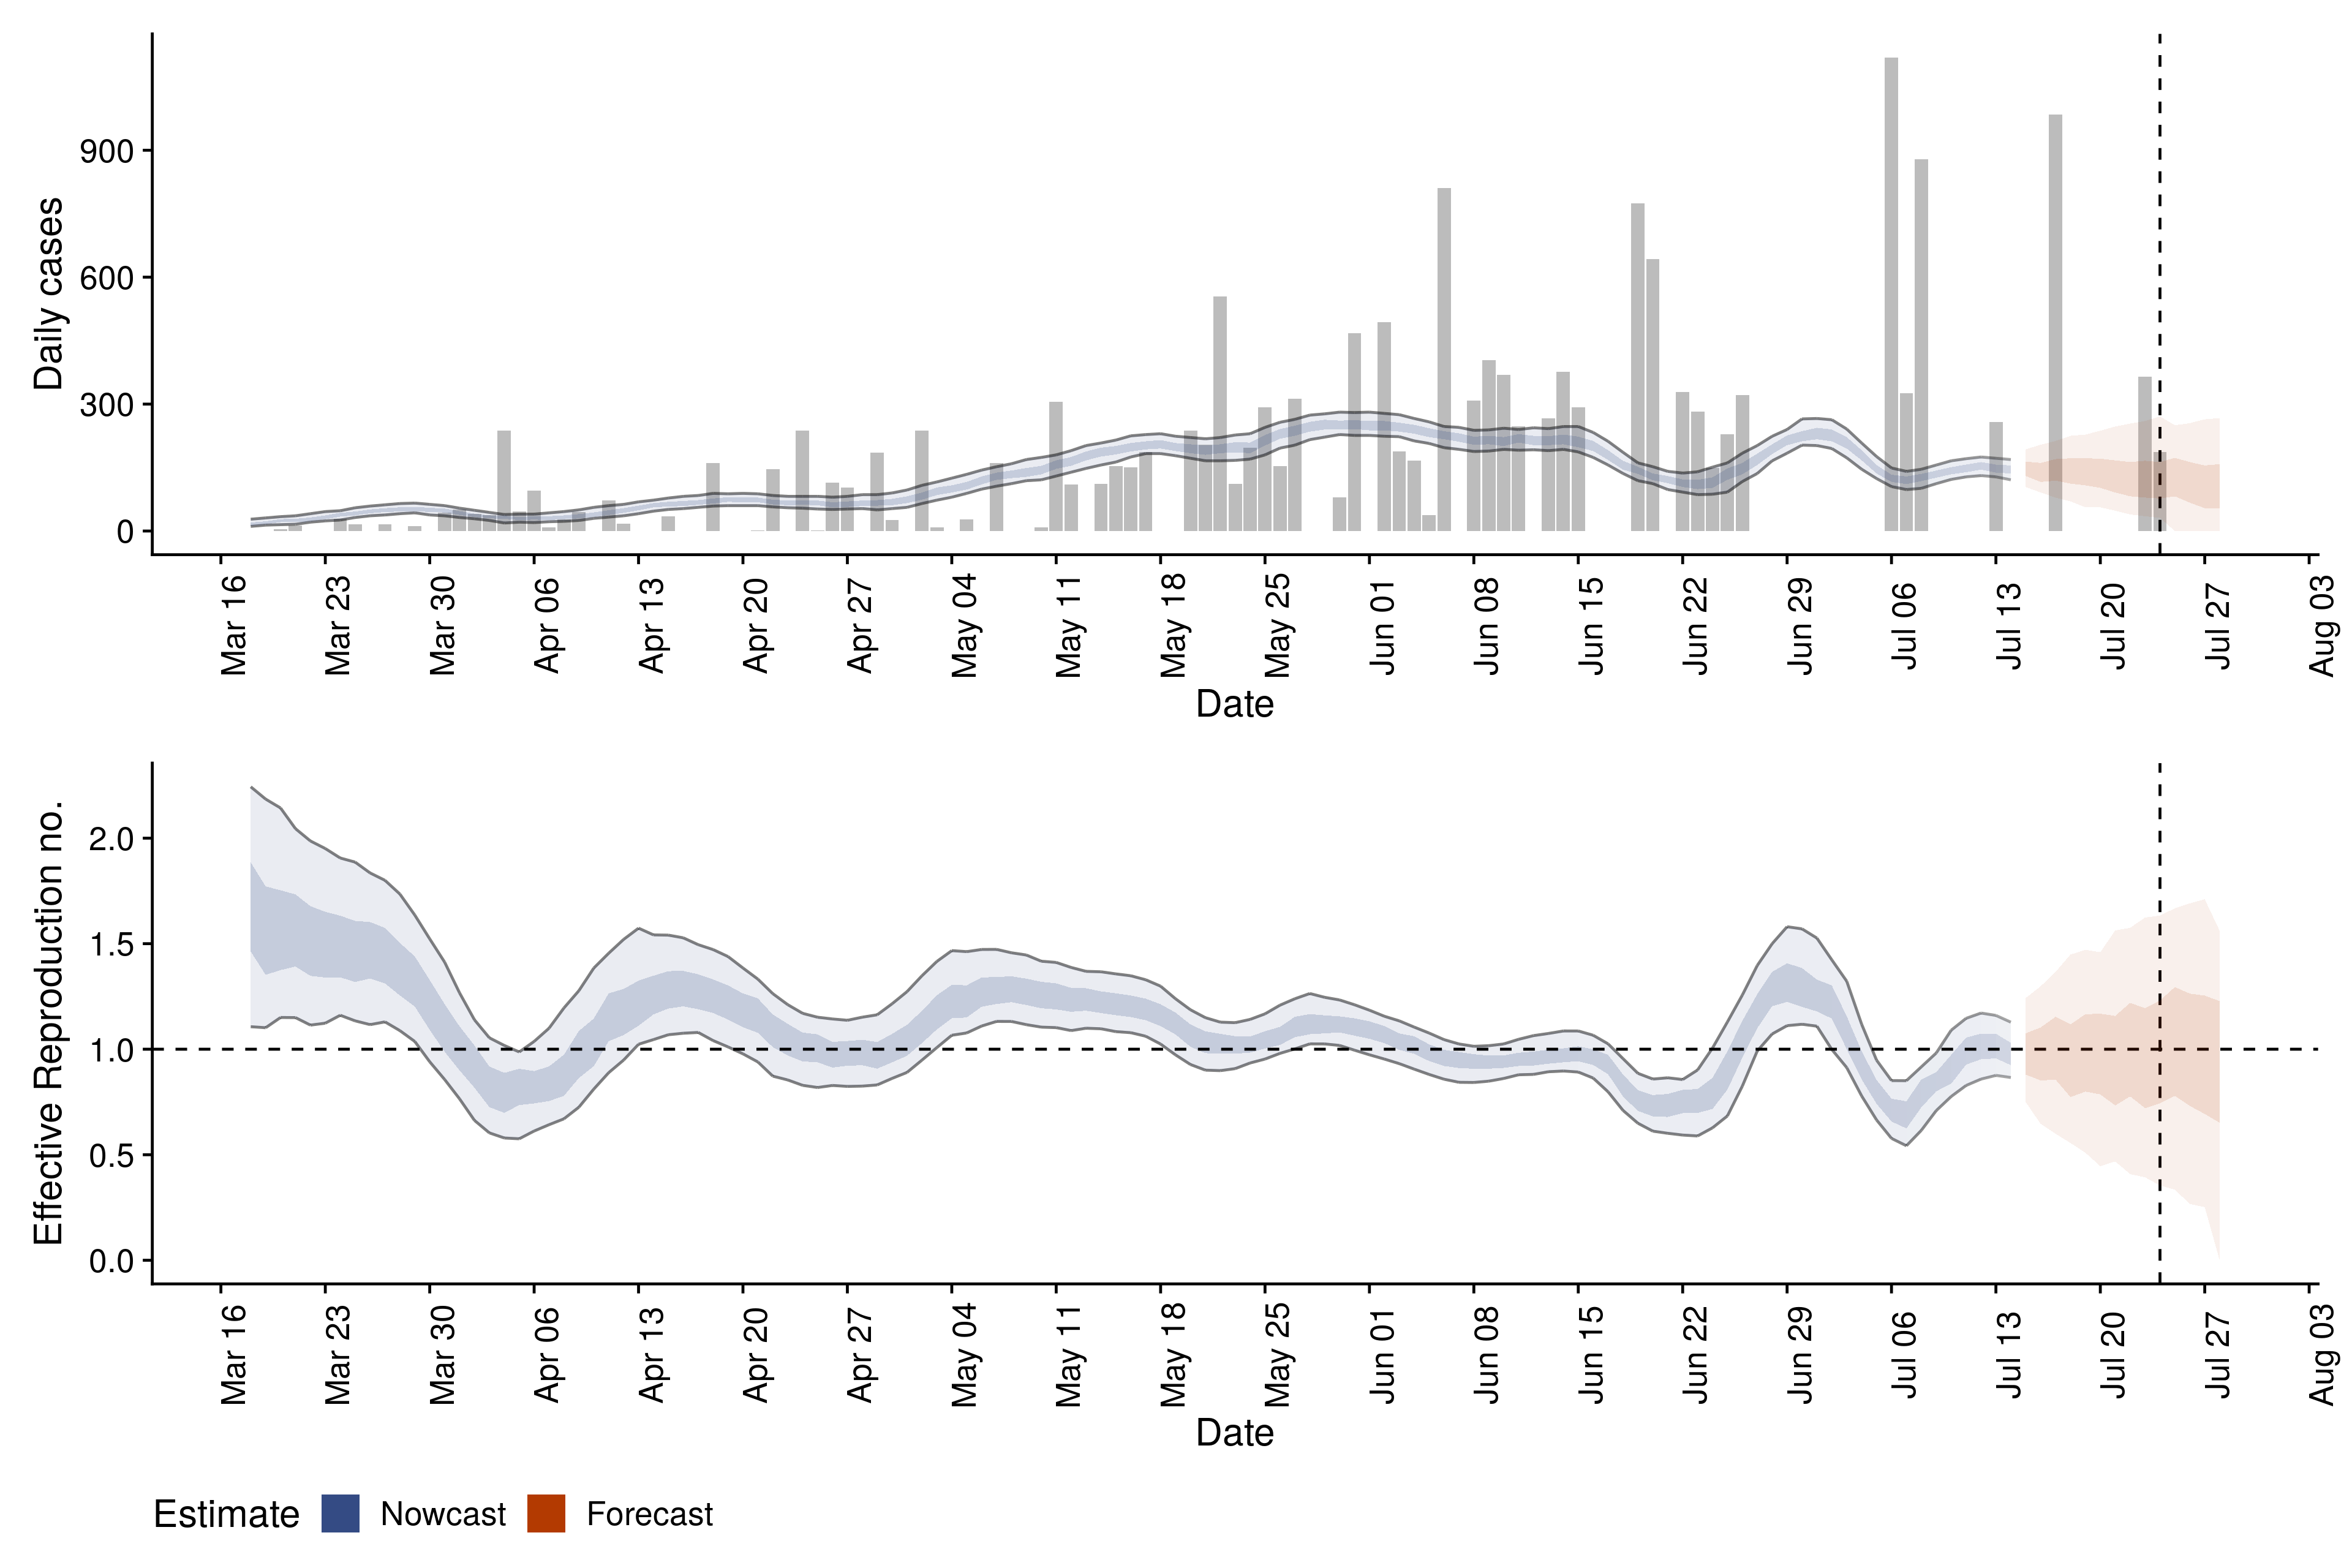 Daily cases
900
600
300
0
Mar 16
Mar 23
Mar 30
Apr 06
Apr 13
Apr 20
Apr 27
May 04
May 11
May 18
May 25
Jun 01
Jun 08
Jun 15
Jun 22
Jun 29
Jul 06
Jul 13
Jul 20
Jul 27
Aug 03
Date
Effective Reproduction no.
2.0
1.5
1.0
0.5
0.0
Mar 16
Mar 23
Mar 30
Apr 06
Apr 13
Apr 20
Apr 27
May 04
May 11
May 18
May 25
Jun 01
Jun 08
Jun 15
Jun 22
Jun 29
Jul 06
Jul 13
Jul 20
Jul 27
Aug 03
Date
Estimate Nowcast Forecast